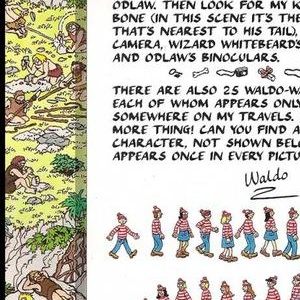 ODLAW. THEN LOOK FOR MY K
BONE (IN THIS SCENE IT'S THE
THAT'S NEAREST TO HIS TAIL),
CAMERA, WIZARD WHITEBEARD'S
AND ODLAW'S BINOCULARS.
THERE ARE ALSO 25 WALDO-W
EACH OF WHOM APPEARS ONLY
SOMEWHERE ON MY TRAVELS.
MORE THING! CAN YOU FIND A
CHARACTER, NOT SHOWN BEL
APPEARS ONCE IN EVERY PICTU
Waldo